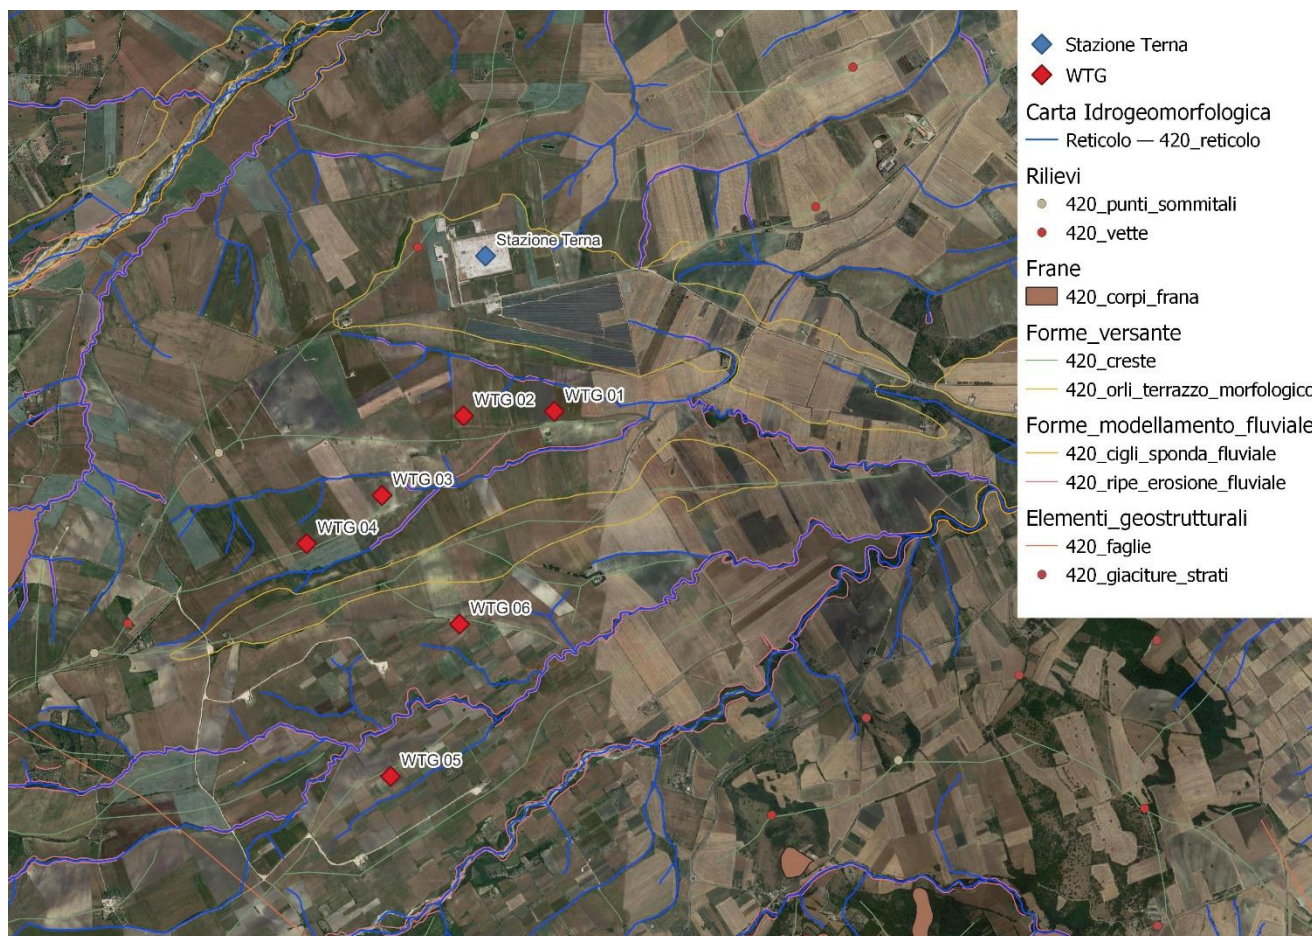 Stazione Terna
WTG 01
WTG 02
WTG 03
WTG 04
WTG 06
WTG 05
Stazione Terna
WTG
Carta Idrogeomorfologica
Reticolo — 420_reticolo
Rilievi
420_punti_sommitali
420_vette
Frane
420_corpi_frana
Forme_versante
420_creste
420_orli_terrazzo_morfologico
Forme_modellamento_fluviale
420_cigli_sponda_fluviale
420_ripe_erosione_fluviale
Elementi_geostrutturali
420_faglie
420_giaciture_strati